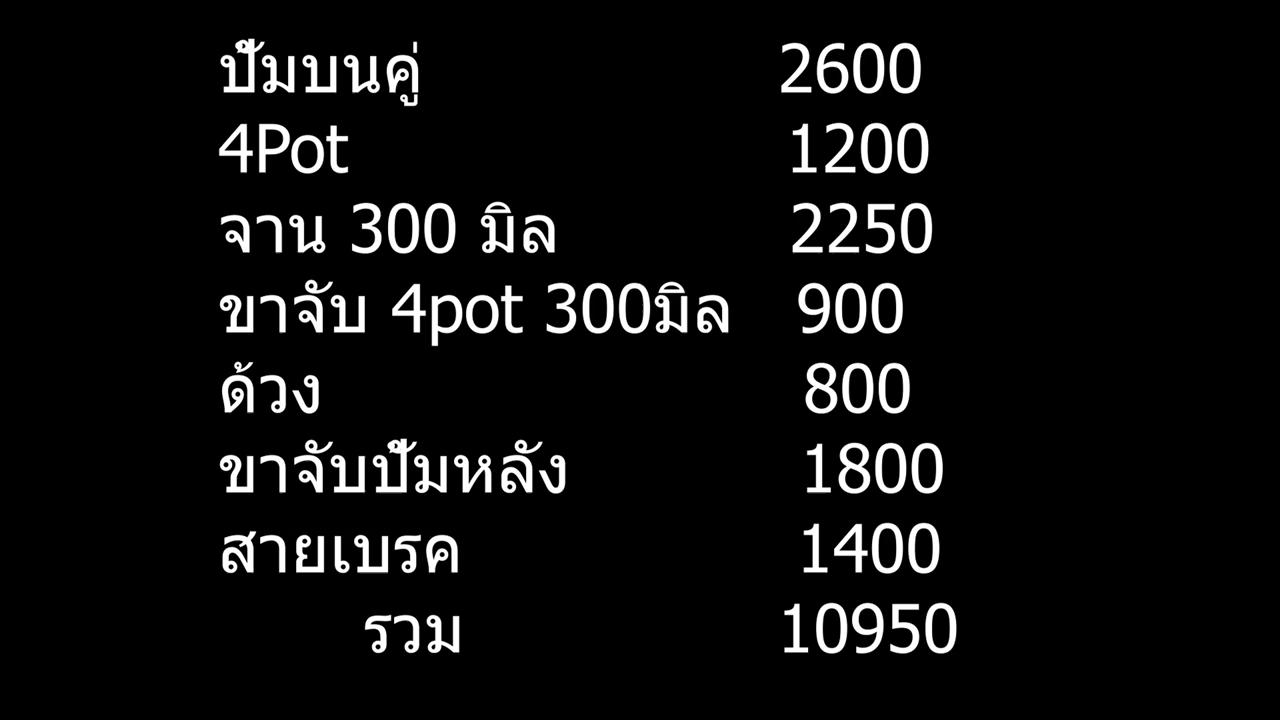 ปั้มบนคู่ 2600
4Pot 1200
จาน 300 มิล 2250
ขาจับ 4pot 300มิล 900
ด้วง 800
ขาจับปั้มหลัง 1800
สายเบรค 1400
รวม 10950